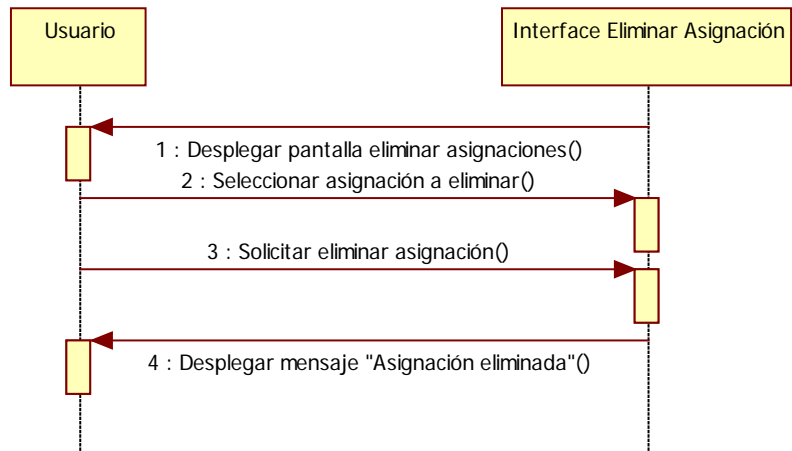 Usuario
Interface Eliminar Asignación
1 : Desplegar pantalla eliminar asignaciones()
2 : Seleccionar asignación a eliminar()
3 : Solicitar eliminar asignación()
4 : Desplegar mensaje "Asignación eliminada"()